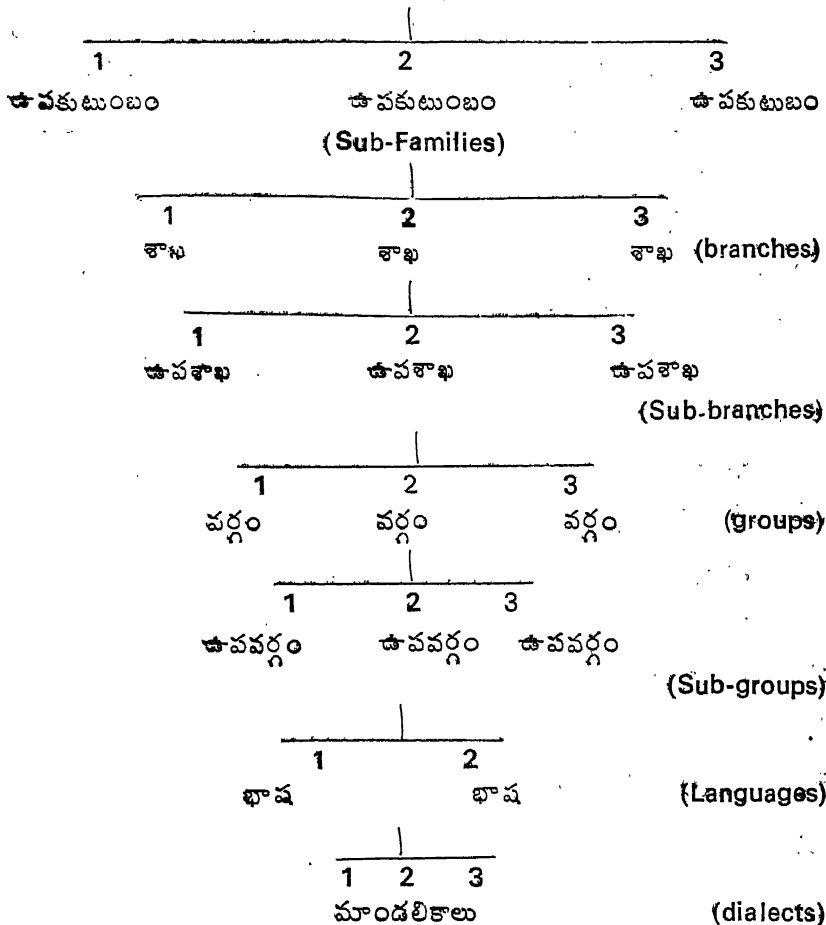 1 2 3
ఉపకుటుంబం ఉపకుటుంబం ఉపకుటుబం
(Sub-Families)
1 2 3
శాఖ శాఖ శాఖ (branches)
1 2 3
ఉపశాఖ ఉపశాఖ ఉపశాఖ
(Sub-branches)
1 2 3
వర్గం వర్గం వర్గం (groups)
1 2 3
ఉపవర్గం ఉపవర్గం ఉపవర్గం
(Sub-groups)
1 2
భాష భాష (Languages)
1 2 3
మాండలికాలు (dialects)